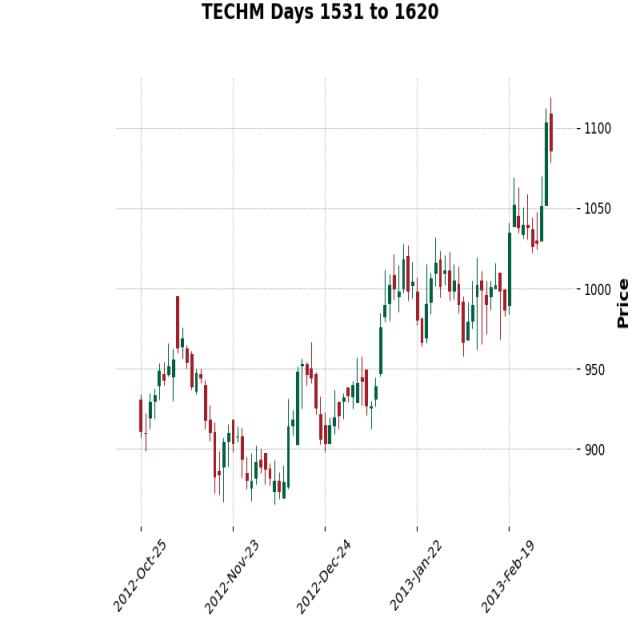 TECHM Days 1531 to 1620
1100
1050
1000
950
900
Price
2012-Oct-25
2012-Nov-23
2012-Dec-24
2013-Jan-22
2013-Feb-19